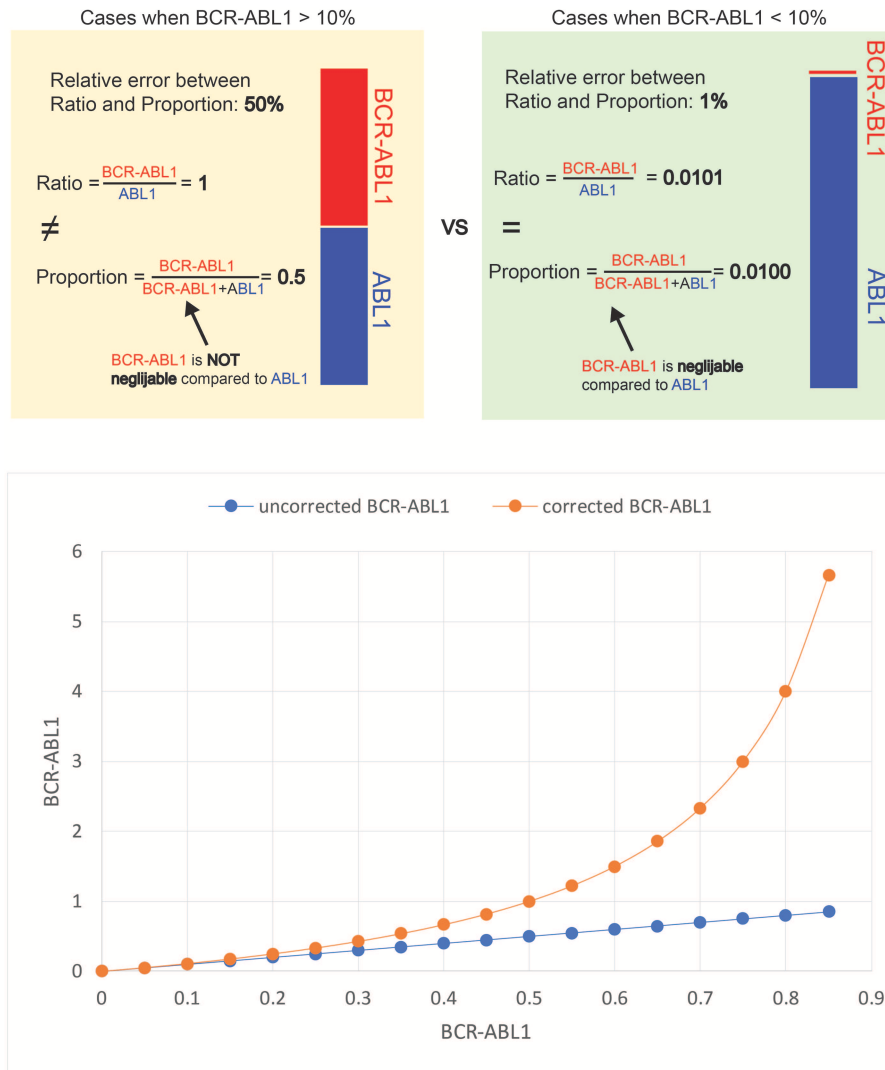 Cases when BCR-ABL1 > 10%
Relative error between
Ratio and Proportion: 50%
Ratio = BCR-ABL1 / ABL1 = 1
≠
Proportion = BCR-ABL1 / BCR-ABL1+ABL1 = 0.5
BCR-ABL1 is NOT
neglijable compared to ABL1
BCR-ABL1
ABL1
vs
Cases when BCR-ABL1 < 10%
Relative error between
Ratio and Proportion: 1%
Ratio = BCR-ABL1 / ABL1 = 0.0101
=
Proportion = BCR-ABL1 / BCR-ABL1+ABL1 = 0.0100
BCR-ABL1 is neglijable
compared to ABL1
BCR-ABL1
ABL1
uncorrected BCR-ABL1 corrected BCR-ABL1
BCR-ABL1
6
5
4
3
2
1
0
0 0.1 0.2 0.3 0.4 0.5 0.6 0.7 0.8 0.9
BCR-ABL1